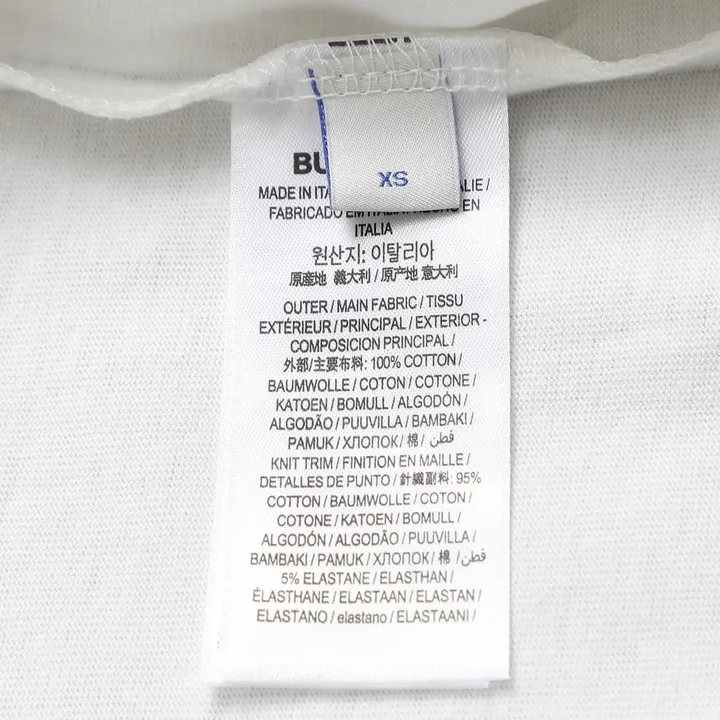 XS
BU
MADE IN ITA ALIE /
FABRICADO EM ITALIA / HECHO EN
ITALIA
원산지: 이탈리아
原產地 義大利 / 原产地 意大利
OUTER / MAIN FABRIC / TISSU
EXTÉRIEUR / PRINCIPAL / EXTERIOR -
COMPOSICION PRINCIPAL /
外部/主要布料: 100% COTTON /
BAUMWOLLE / COTON / COTONE /
KATOEN / BOMULL / ALGODÓN /
ALGODÃO / PUUVILLA / BAMBAKI /
PAMUK / ХЛОПОК / 棉 / قطن
KNIT TRIM / FINITION EN MAILLE /
DETALLES DE PUNTO / 針織副料: 95%
COTTON / BAUMWOLLE / COTON /
COTONE / KATOEN / BOMULL /
ALGODÓN / ALGODÃO / PUUVILLA /
BAMBAKI / PAMUK / ХЛОПОК / 棉 / قطن
5% ELASTANE / ELASTHAN /
ÉLASTHANE / ELASTAAN / ELASTAN /
ELASTANO / elastano / ELASTAANI /